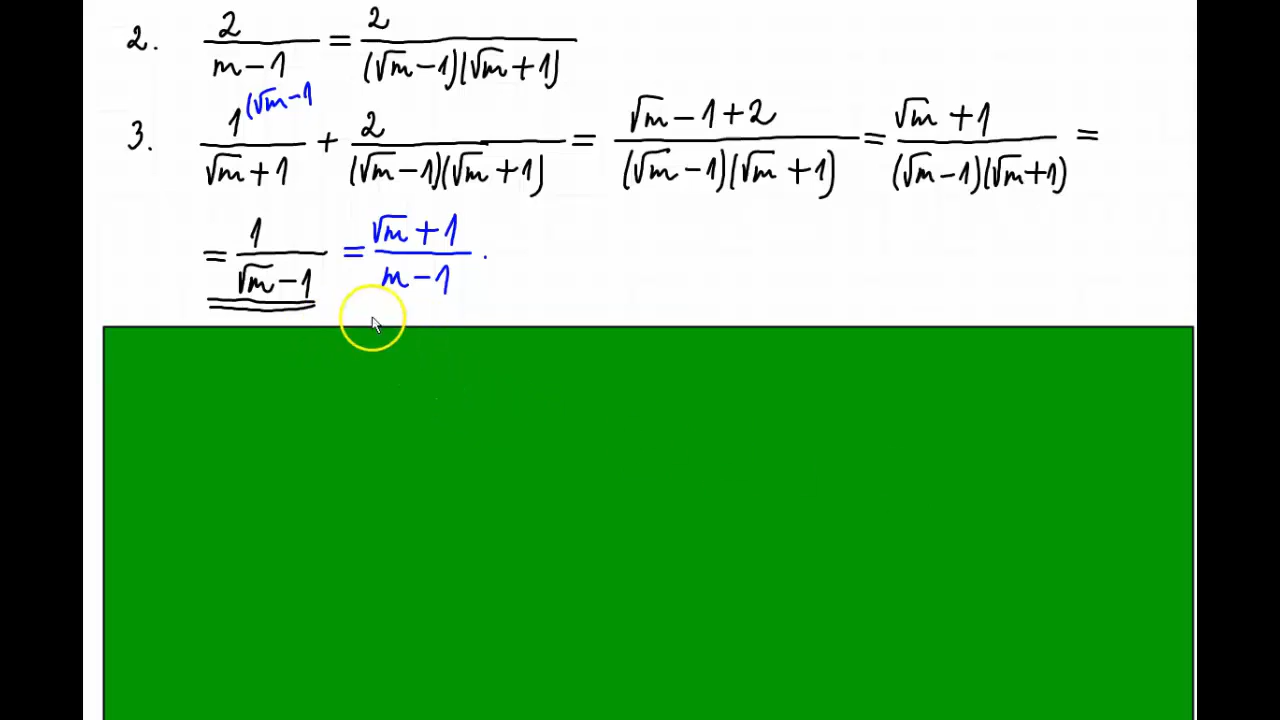 2. 2/(m−1) = 2/((√m−1)(√m+1))
3. 1^(√m−1/(√m+1) + 2/((√m−1)(√m+1)) = (√m−1+2)/((√m−1)(√m+1)) = (√m+1)/((√m−1)(√m+1)) =
= 1/(√m−1) = (√m+1)/(m−1).